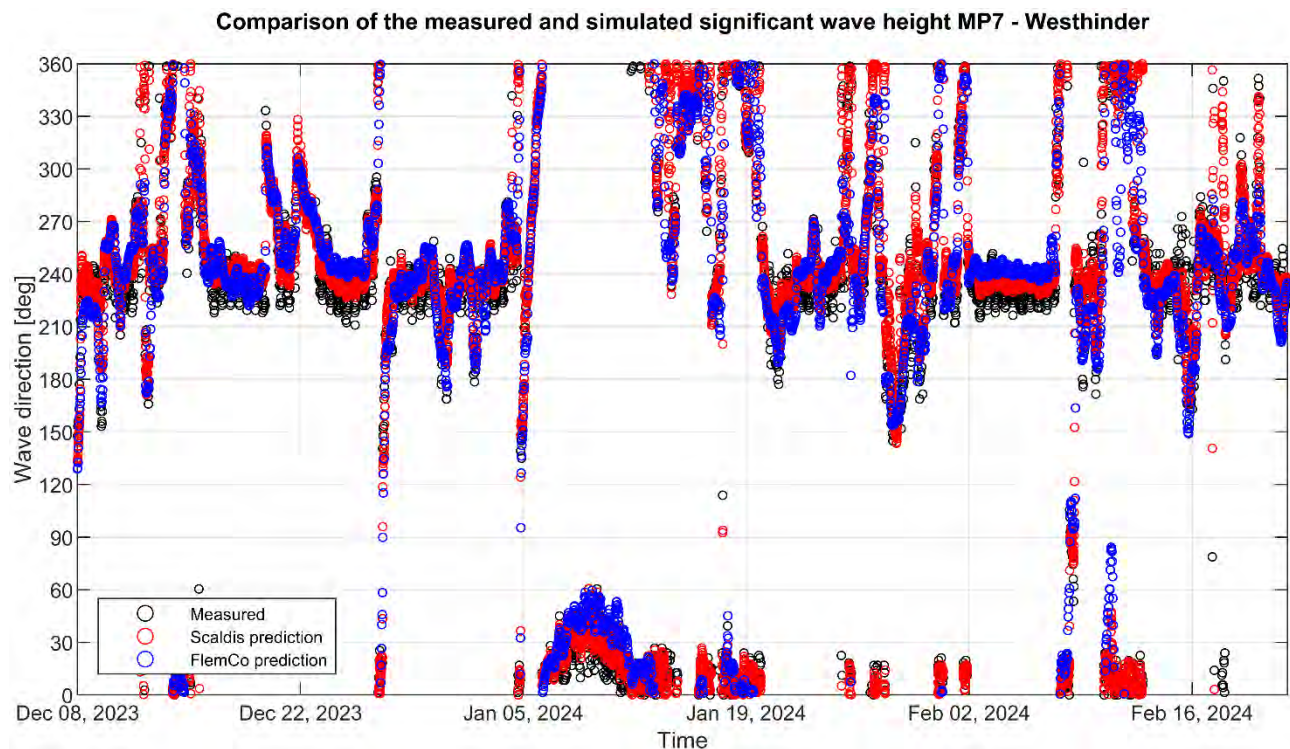 Comparison of the measured and simulated significant wave height MP7 - Westhinder
360
330
300
270
240
210
180
150
120
90
60
30
0
Wave direction [deg]
Measured
Scaldis prediction
FlemCo prediction
Dec 08, 2023
Dec 22, 2023
Jan 05, 2024
Jan 19, 2024
Feb 02, 2024
Feb 16, 2024
Time